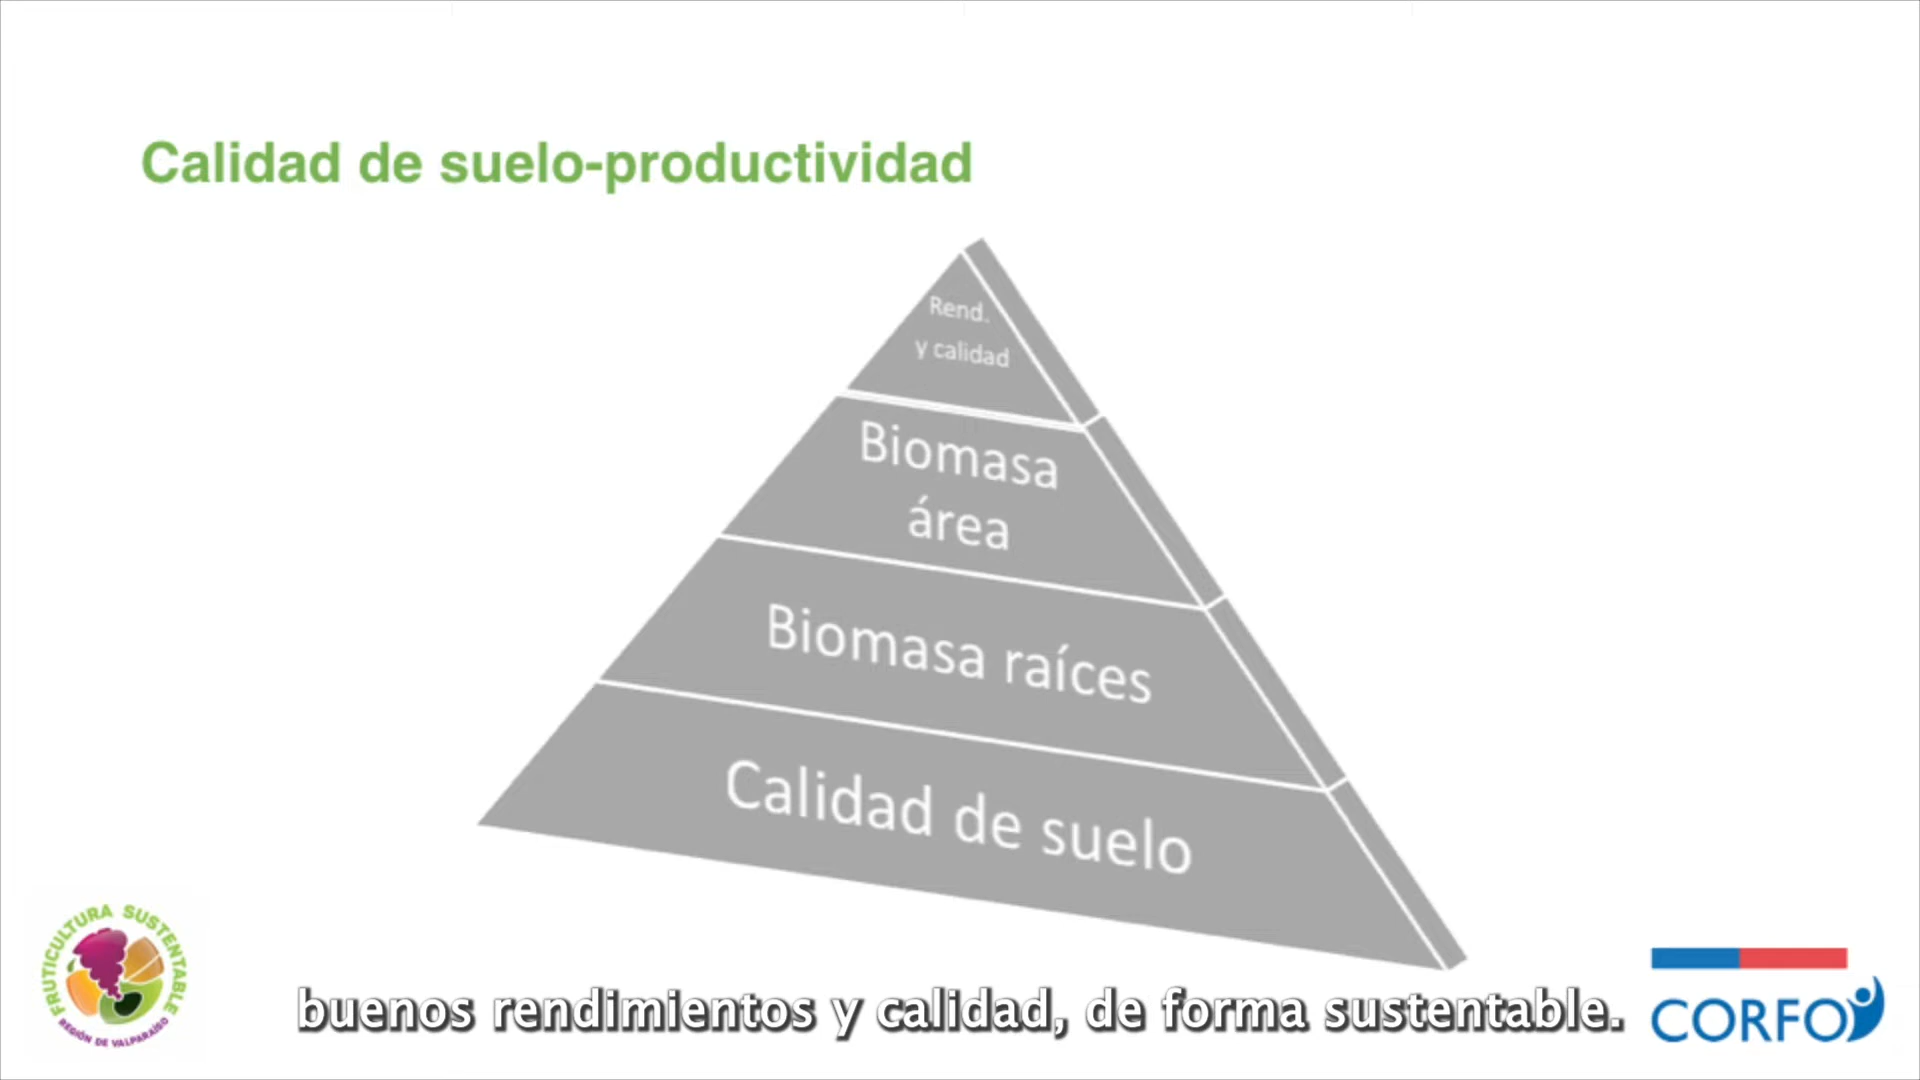 Calidad de suelo-productividad
Rend.
y calidad
Biomasa
área
Biomasa raíces
Calidad de suelo
FRUTICULTURA SUSTENTABLE
REGIÓN DE VALPARAÍSO
buenos rendimientos y calidad, de forma sustentable.
CORFO